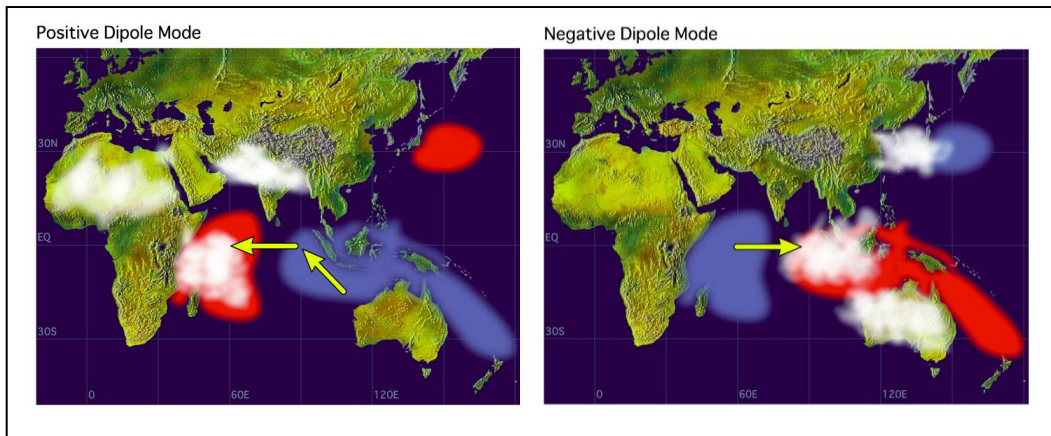 Positive Dipole Mode
30N
EQ
30S
0
60E
120E
Negative Dipole Mode
30N
EQ
30S
0
60E
120E